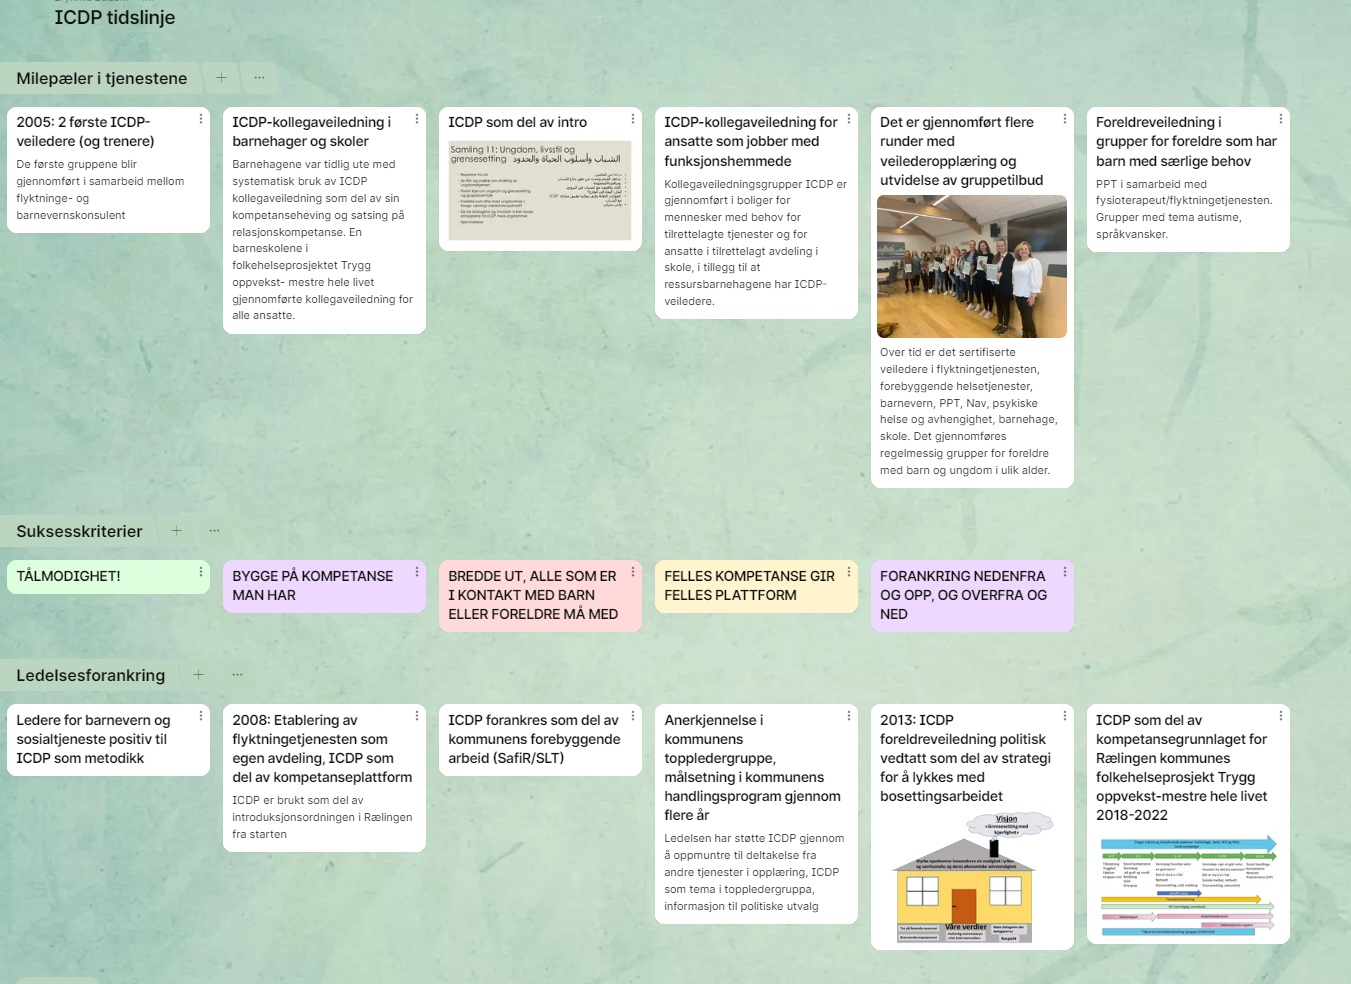 ICDP tidslinje
Milepæler i tjenestene
2005: 2 første ICDP-
veiledere (og trenere)
De første gruppene blir
gjennomført i samarbeid mellom
flyktninge- og
barnevernskonsulent
ICDP-kollegaveiledning i
barnehager og skoler
Barnehagene var tidlig ute med
systematisk bruk av ICDP
kollegaveiledning som del av sin
kompetanseheving og satsing på
relasjonskompetanse. En
barneskolene i
folkehelseprosjektet Trygg
oppvekst- mestre hele livet
gjennomførte kollegaveiledning for
alle ansatte.
ICDP som del av intro
Samling 11: Ungdom, livsstil og
grensesetting الشباب وأسلوب الحياة والحدود
ICDP-kollegaveiledning for
ansatte som jobber med
funksjonshemmede
Kollegaveiledningsgrupper ICDP er
gjennomført i boliger for
mennesker med behov for
tilrettelagte tjenester og for
ansatte i tilrettelagt avdeling i
skole, i tillegg til at
ressursbarnehagene har ICDP-
veiledere.
Det er gjennomført flere
runder med
veilederopplæring og
utvidelse av gruppetilbud
Over tid er det sertifiserte
veiledere i flyktningetjenesten,
forebyggende helsetjenester,
barnevern, PPT, Nav, psykiske
helse og avhengighet, barnehage,
skole. Det gjennomføres
regelmessig grupper for foreldre
med barn og ungdom i ulik alder.
Foreldreveiledning i
grupper for foreldre som har
barn med særlige behov
PPT i samarbeid med
fysioterapeut/flyktningetjenesten.
Grupper med tema autisme,
språkvansker.
Suksesskriterier
TÅLMODIGHET!
BYGGE PÅ KOMPETANSE
MAN HAR
BREDDE UT, ALLE SOM ER
I KONTAKT MED BARN
ELLER FORELDRE MÅ MED
FELLES KOMPETANSE GIR
FELLES PLATTFORM
FORANKRING NEDENFRA
OG OPP, OG OVERFRA OG
NED
Ledelsesforankring
Ledere for barnevern og
sosialtjeneste positiv til
ICDP som metodikk
2008: Etablering av
flyktningetjenesten som
egen avdeling, ICDP som
del av kompetanseplattform
ICDP er brukt som del av
introduksjonsordningen i Rælingen
fra starten
ICDP forankres som del av
kommunens forebyggende
arbeid (SafiR/SLT)
Anerkjennelse i
kommunens
toppledergruppe,
målsetning i kommunens
handlingsprogram gjennom
flere år
Ledelsen har støtte ICDP gjennom
å oppmuntre til deltakelse fra
andre tjenester i opplæring, ICDP
som tema i toppledergruppa,
informasjon til politiske utvalg
2013: ICDP
foreldreveiledning politisk
vedtatt som del av strategi
for å lykkes med
bosettingsarbeidet
Visjon
«Grensesetting med
kjærlighet»
Våre verdier
Respekt
ICDP som del av
kompetansegrunnlaget for
Rælingen kommunes
folkehelseprosjekt Trygg
oppvekst-mestre hele livet
2018-2022